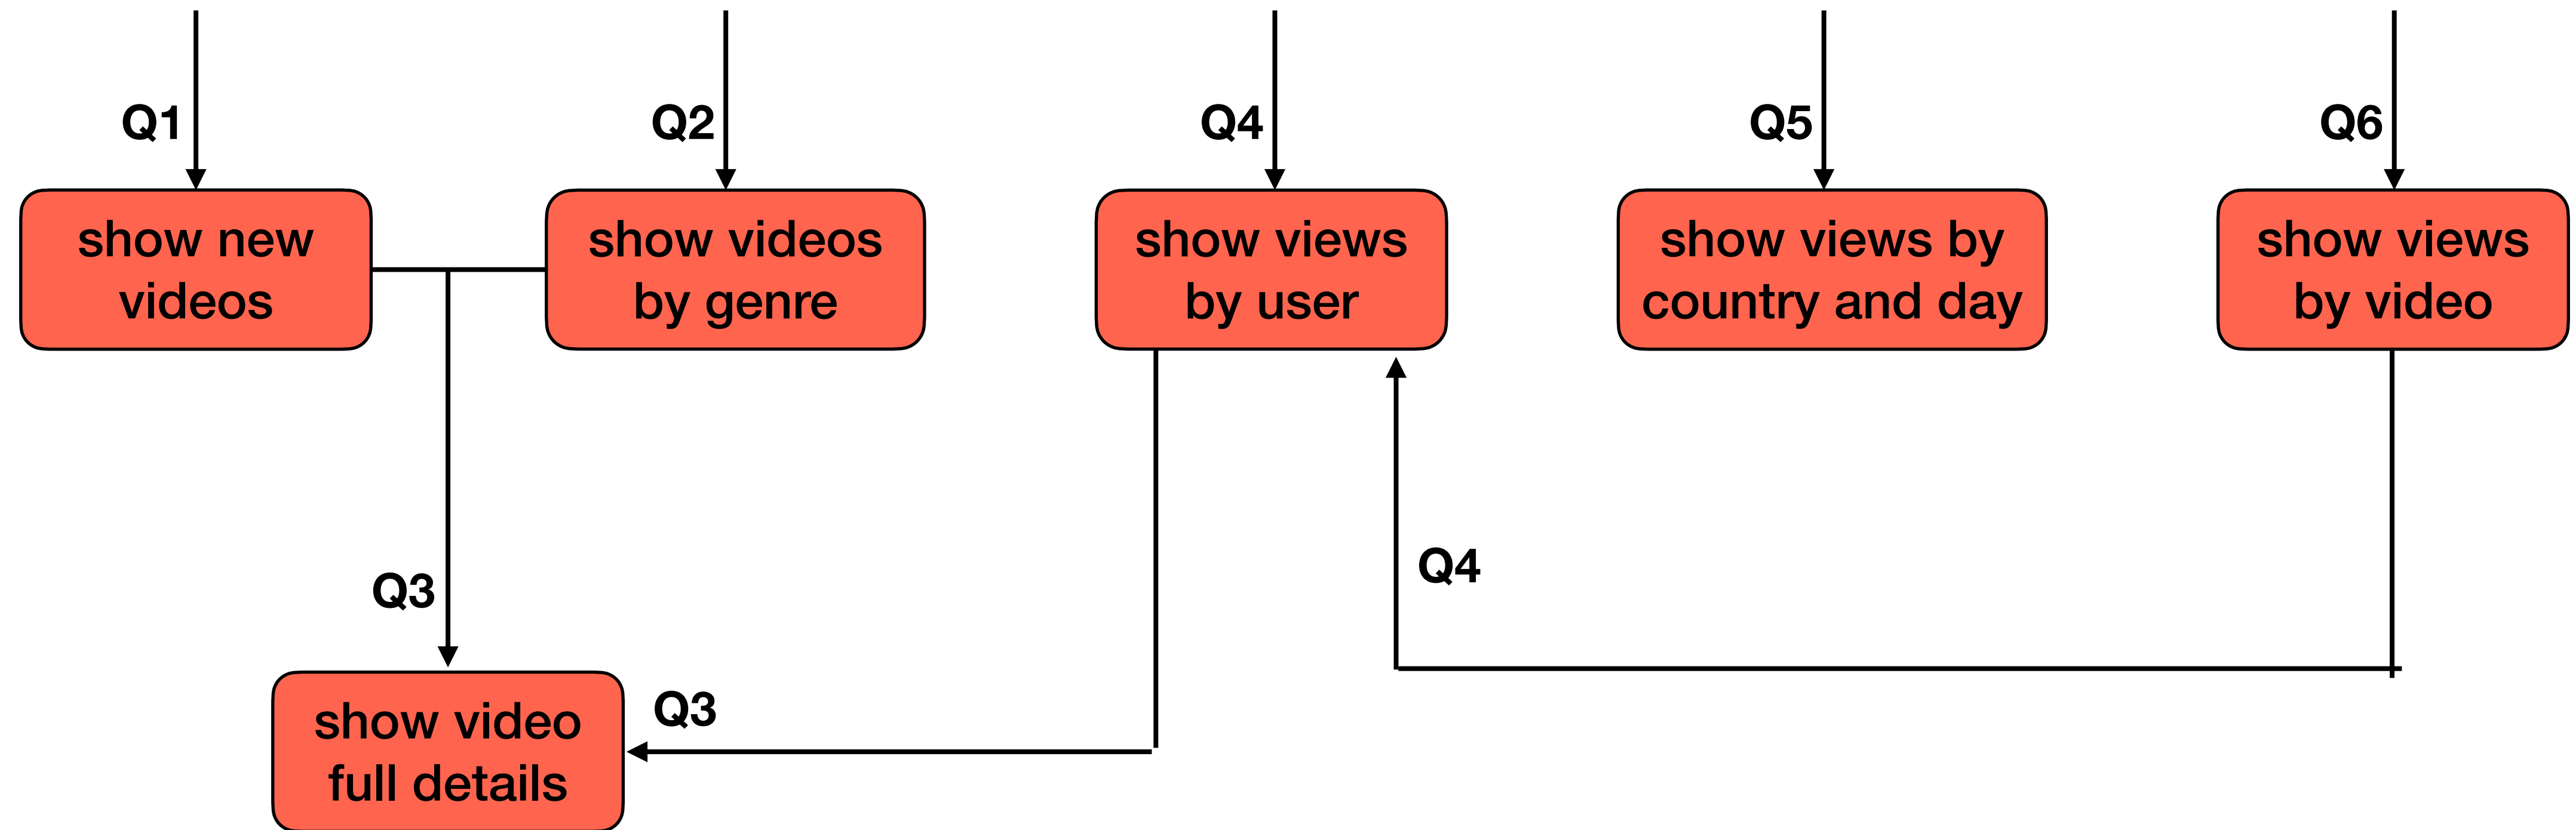 Q1
Q2
Q4
Q5
Q6
show new
videos
show videos
by genre
show views
by user
show views by
country and day
show views
by video
Q3
Q4
Q3
show video
full details